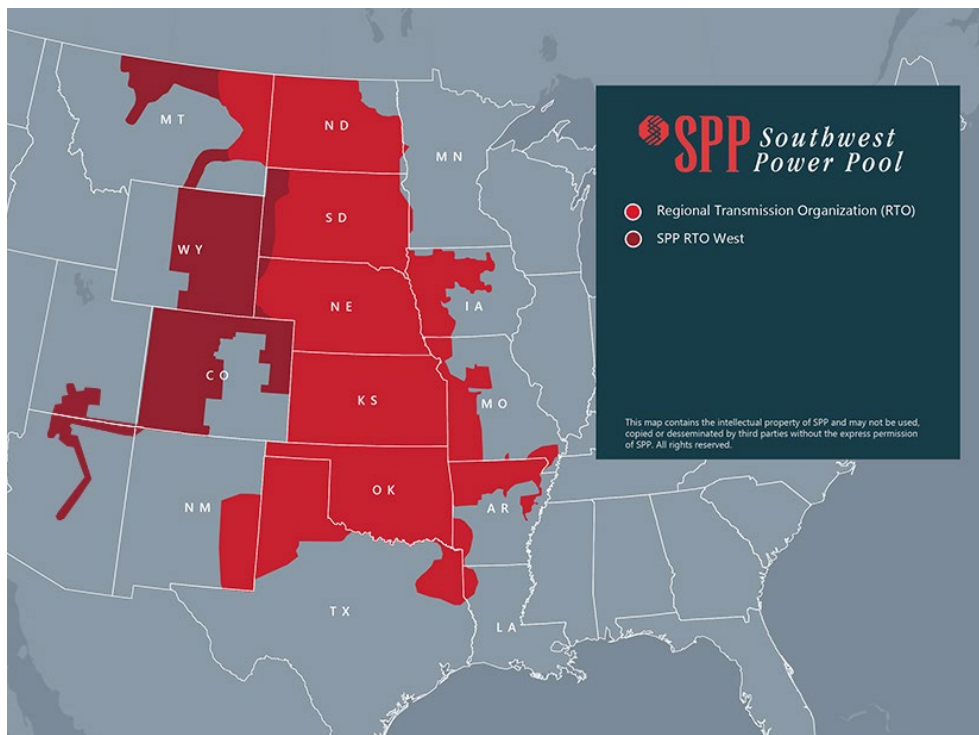 SPP Southwest
Power Pool
Regional Transmission Organization (RTO)
SPP RTO West
This map contains the intellectual property of SPP and may not be used,
copied or desseminated by third parties without the express permission
of SPP. All rights reserved.
MT
ND
MN
SD
WY
NE
IA
CO
KS
MO
OK
NM
AR
TX
LA